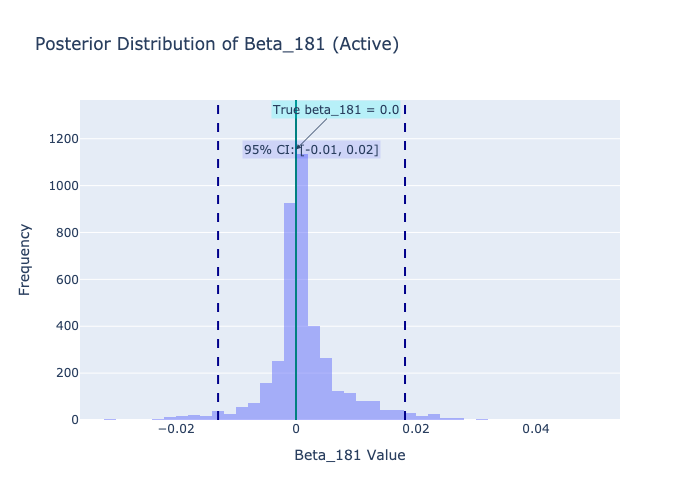 Posterior Distribution of Beta_181 (Active)
True beta_181 = 0.0
95% CI: [-0.01, 0.02]
1200
1000
800
600
400
200
0
Frequency
−0.02
0
0.02
0.04
Beta_181 Value